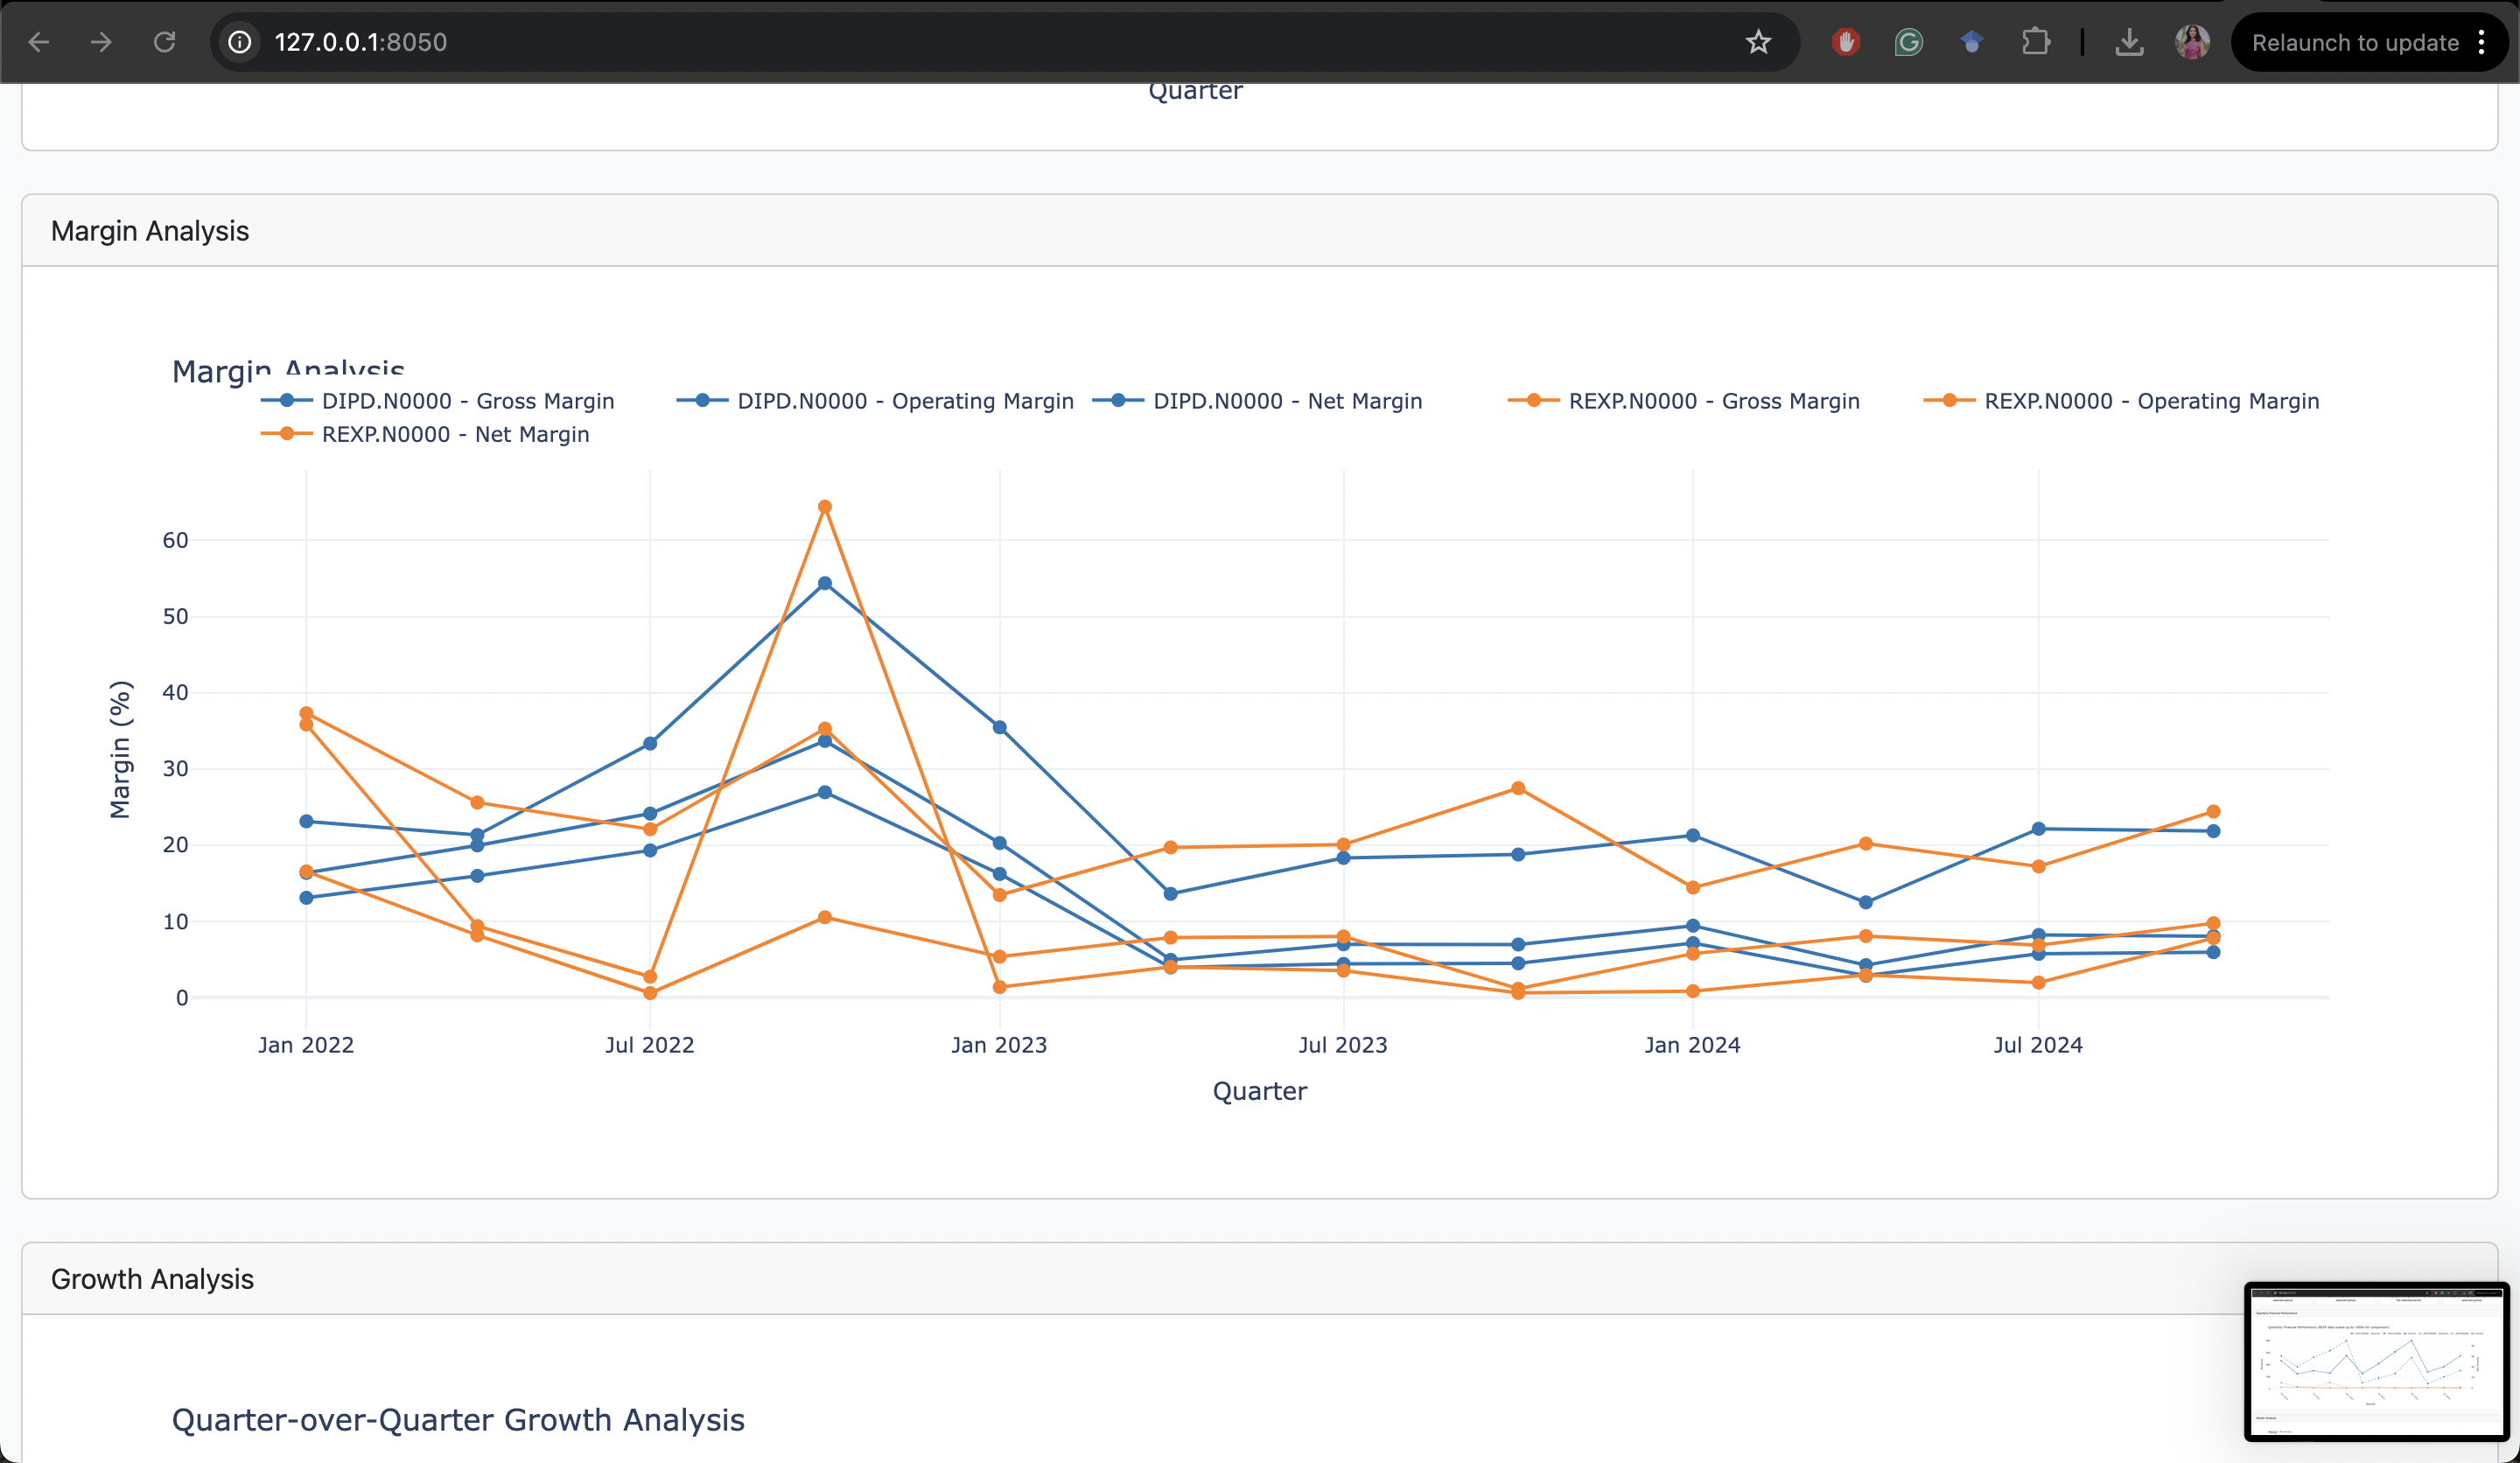 127.0.0.1:8050
Relaunch to update
Quarter
Margin Analysis
Margin Analysis
DIPD.N0000 - Gross Margin DIPD.N0000 - Operating Margin DIPD.N0000 - Net Margin REXP.N0000 - Gross Margin REXP.N0000 - Operating Margin
REXP.N0000 - Net Margin
60
50
40
30
20
10
0
Margin (%)
Jan 2022 Jul 2022 Jan 2023 Jul 2023 Jan 2024 Jul 2024
Quarter
Growth Analysis
Quarter-over-Quarter Growth Analysis